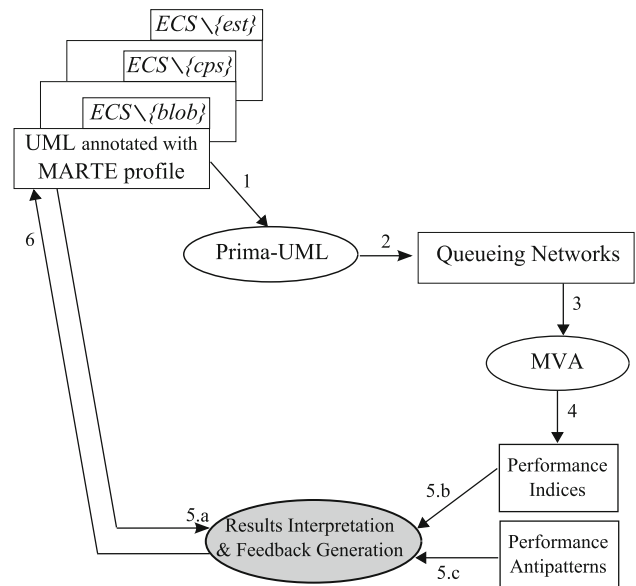 ECS\{est}
ECS\{cps}
ECS\{blob}
UML annotated with
MARTE profile
1
6
Prima-UML
2
Queueing Networks
3
MVA
4
Performance
Indices
5.b
5.a
Results Interpretation
& Feedback Generation
5.c
Performance
Antipatterns